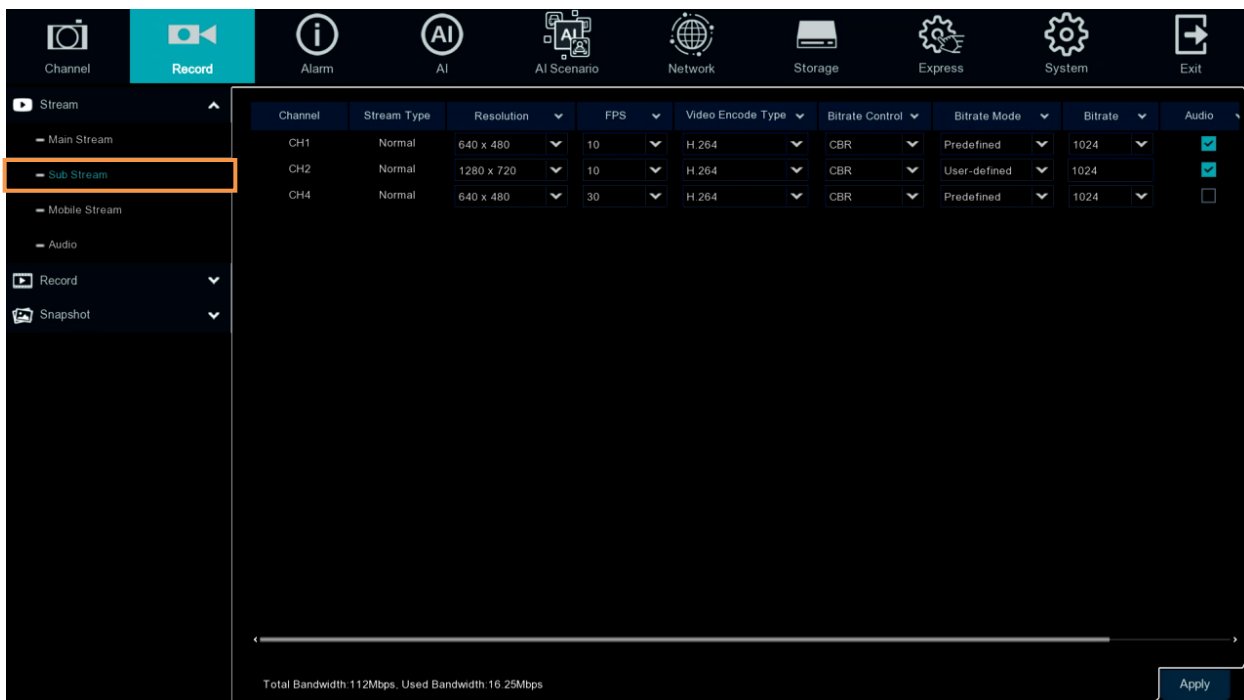 Channel Record Alarm AI AI Scenario Network Storage Express System Exit
Stream
Main Stream
Sub Stream
Mobile Stream
Audio
Record
Snapshot
Channel Stream Type Resolution FPS Video Encode Type Bitrate Control Bitrate Mode Bitrate Audio
CH1 Normal 640 x 480 10 H.264 CBR Predefined 1024
CH2 Normal 1280 x 720 10 H.264 CBR User-defined 1024
CH4 Normal 640 x 480 30 H.264 CBR Predefined 1024
Total Bandwidth:112Mbps, Used Bandwidth:16.25Mbps
Apply